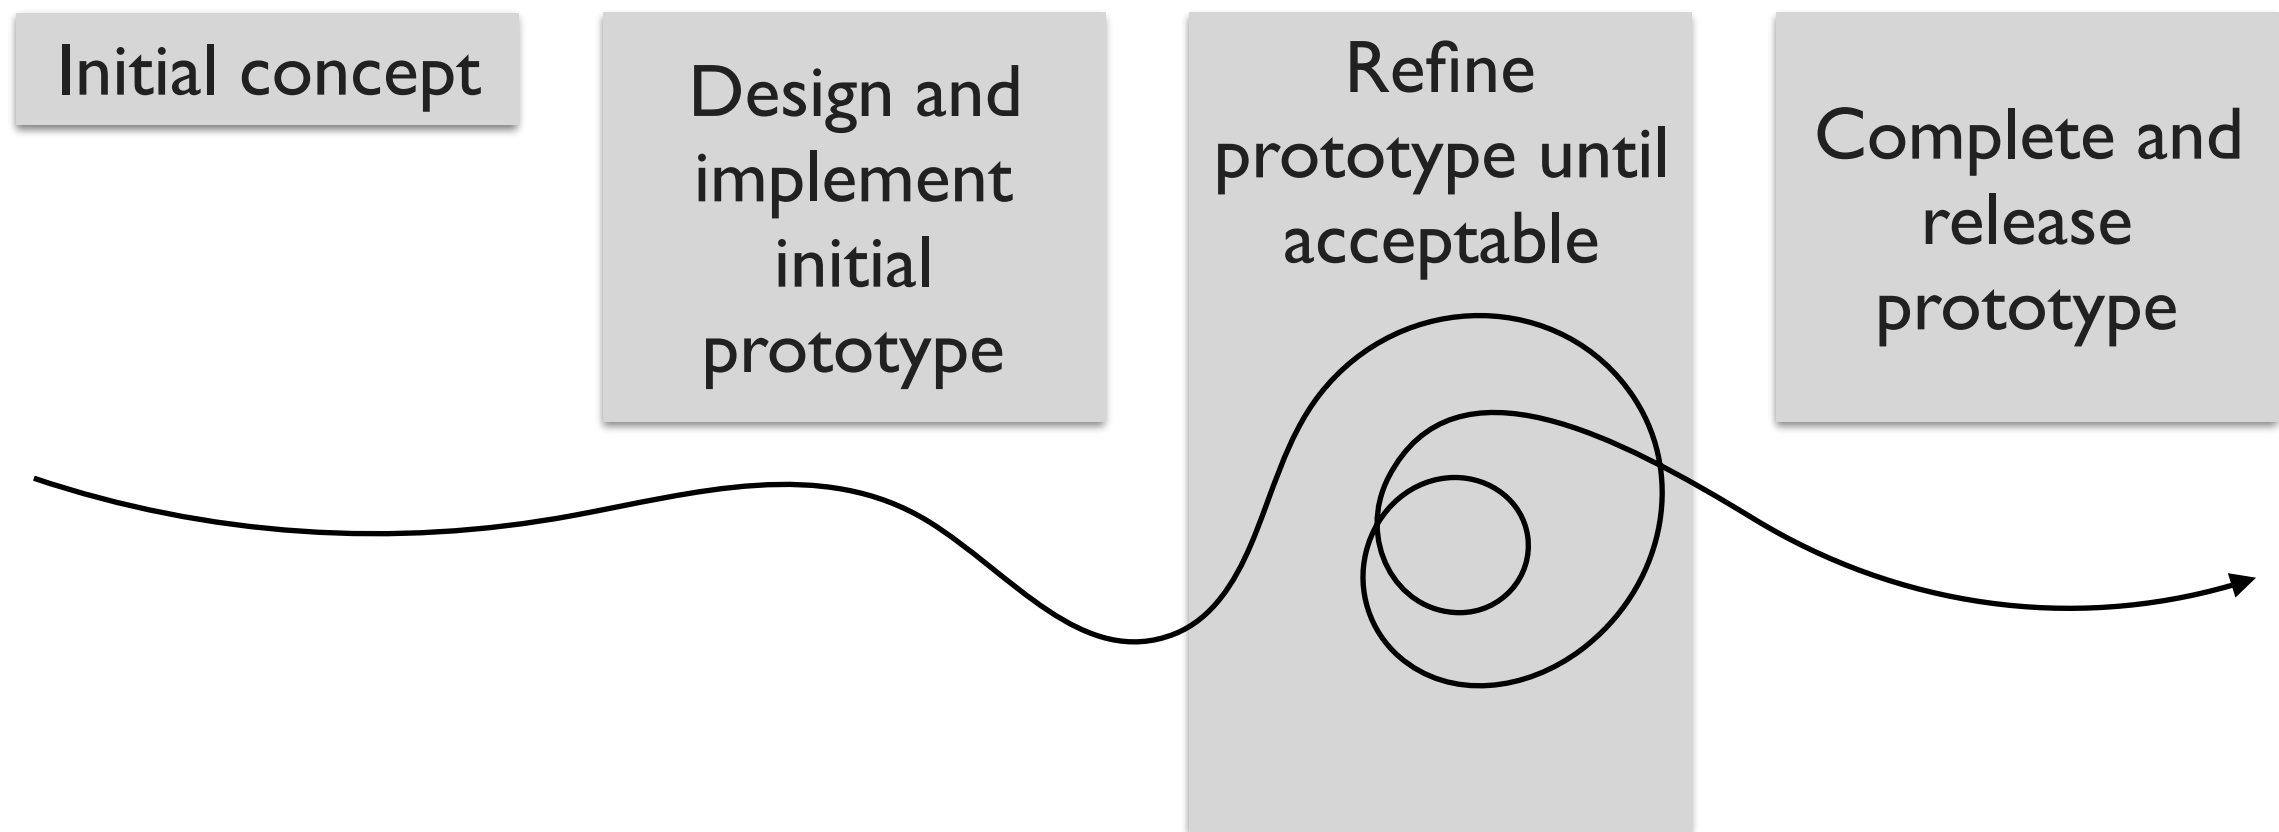 Initial concept
Design and
implement
initial
prototype
Refine
prototype until
acceptable
Complete and
release
prototype